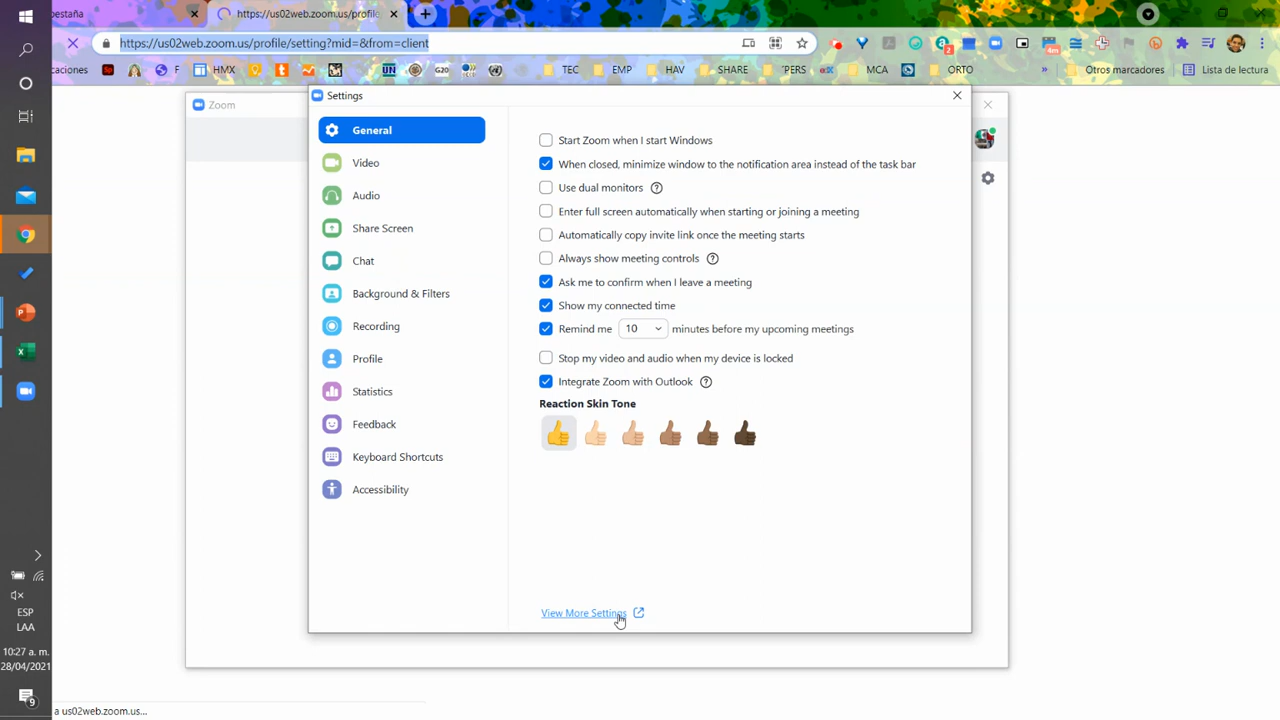 pestaña
https://us02web.zoom.us/profile
https://us02web.zoom.us/profile/setting?mid=&from=client
2
4m
caciones
Sp
F
HMX
UN
G20
TEC
EMP
HAV
SHARE
'PERS
MCA
ORTO
»
Otros marcadores
Lista de lectura
Zoom
Settings
General
Video
Audio
Share Screen
Chat
Background & Filters
Recording
Profile
Statistics
Feedback
Keyboard Shortcuts
Accessibility
Start Zoom when I start Windows
When closed, minimize window to the notification area instead of the task bar
Use dual monitors
Enter full screen automatically when starting or joining a meeting
Automatically copy invite link once the meeting starts
Always show meeting controls
Ask me to confirm when I leave a meeting
Show my connected time
Remind me 10 minutes before my upcoming meetings
Stop my video and audio when my device is locked
Integrate Zoom with Outlook
Reaction Skin Tone
View More Settings
ESP
LAA
10:27 a. m.
28/04/2021
9
a us02web.zoom.us...